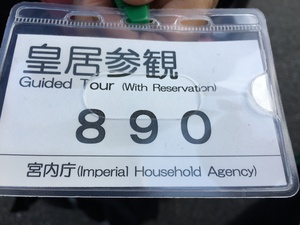 皇居参観
Guided Tour (With Reservation)
890
宮内庁(Imperial Household Agency)